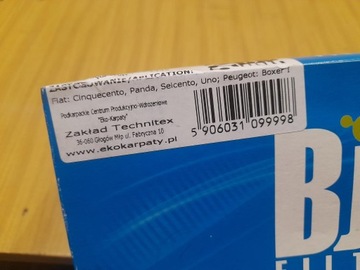 ZASTOSOWANIE/APPLICATION:
Fiat: Cinquecento, Panda, Seicento, Uno; Peugeot: Boxer I
Podkarpackie Centrum Produkcyjno-Wdrożeniowe
"Eko-Karpaty"
Zakład Technitex
36-060 Głogów Młp ul. Fabryczna 10
www.ekokarpaty.pl
5 906031 099998